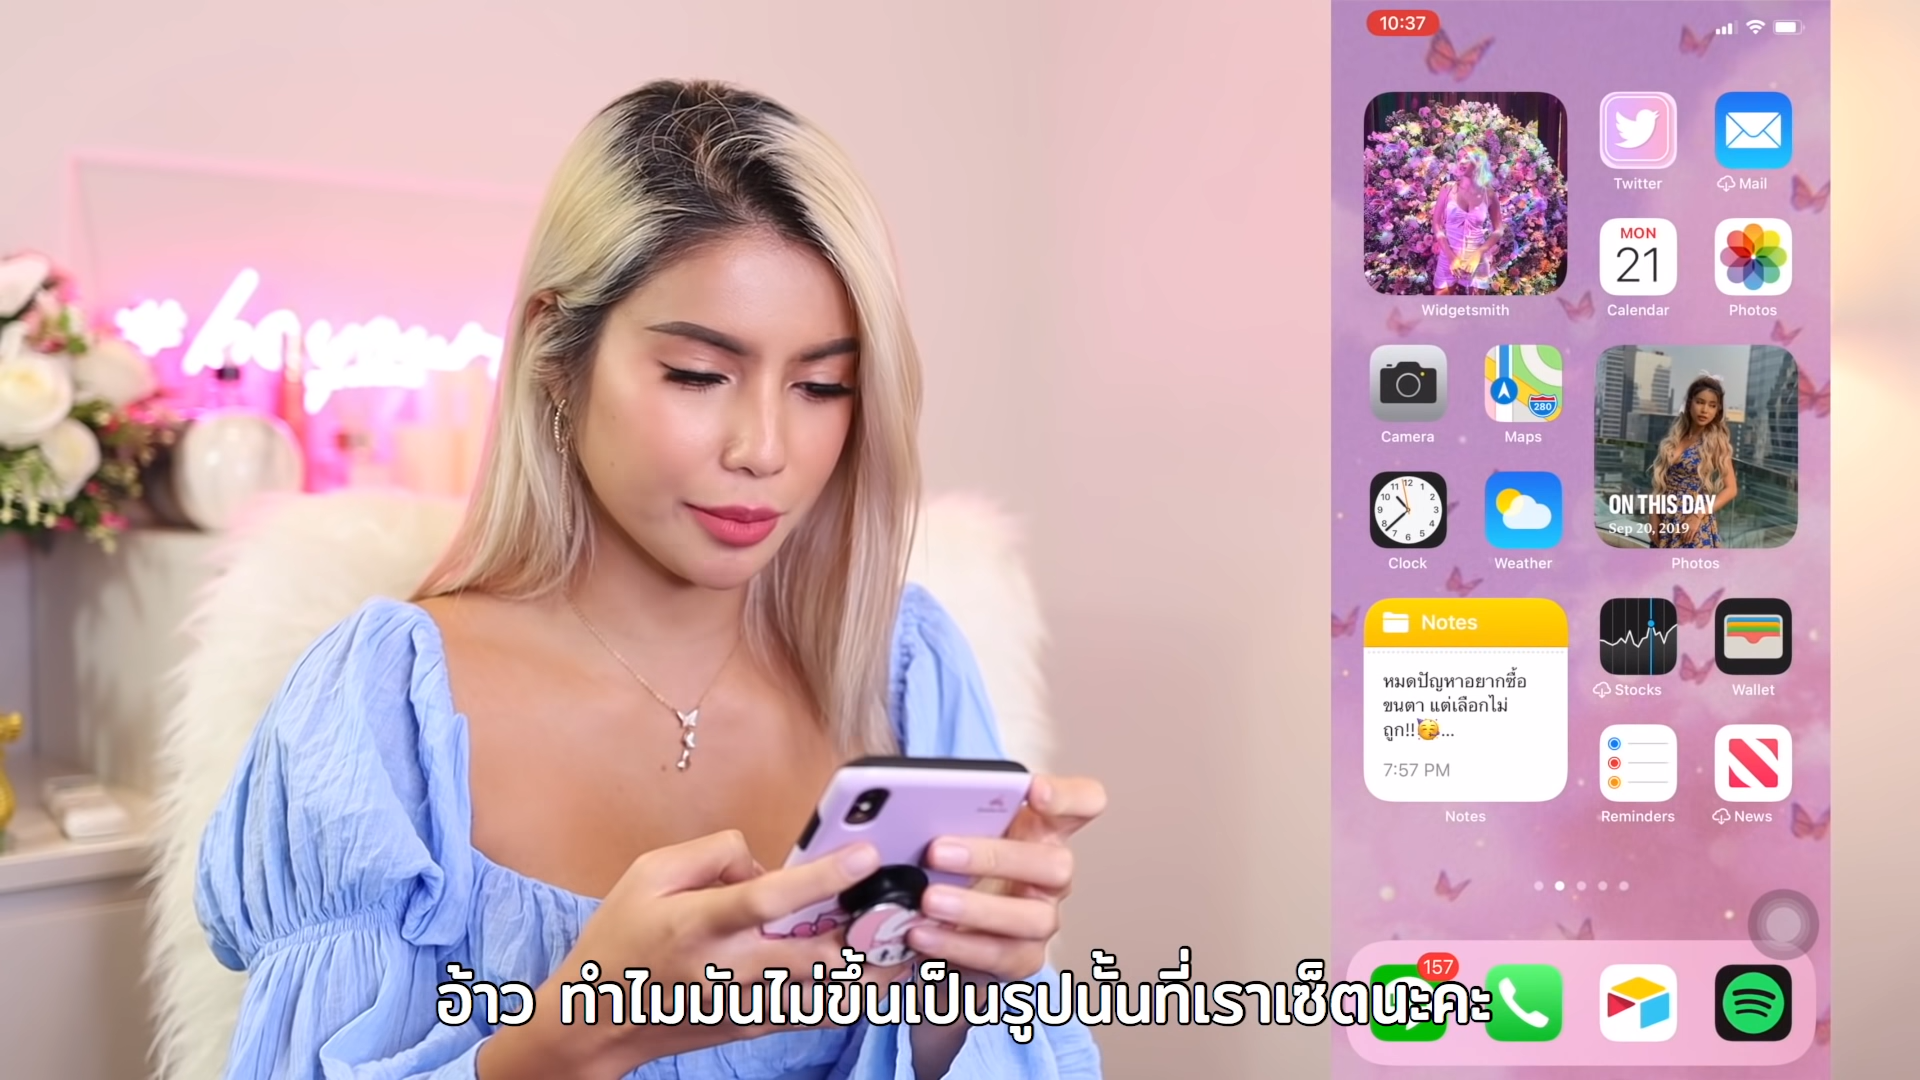 10:37
Twitter
Mail
MON
21
Widgetsmith
Calendar
Photos
280
Camera
Maps
ON THIS DAY
Sep 20, 2019
Clock
Weather
Photos
Notes
หมดปัญหาอยากซื้อ
ขนตา แต่เลือกไม่
ถูก!!🥳...
7:57 PM
Stocks
Wallet
Notes
Reminders
News
157
อ้าว ทำไมมันไม่ขึ้นเป็นรูปนั้นที่เราเซ็ตนะคะ